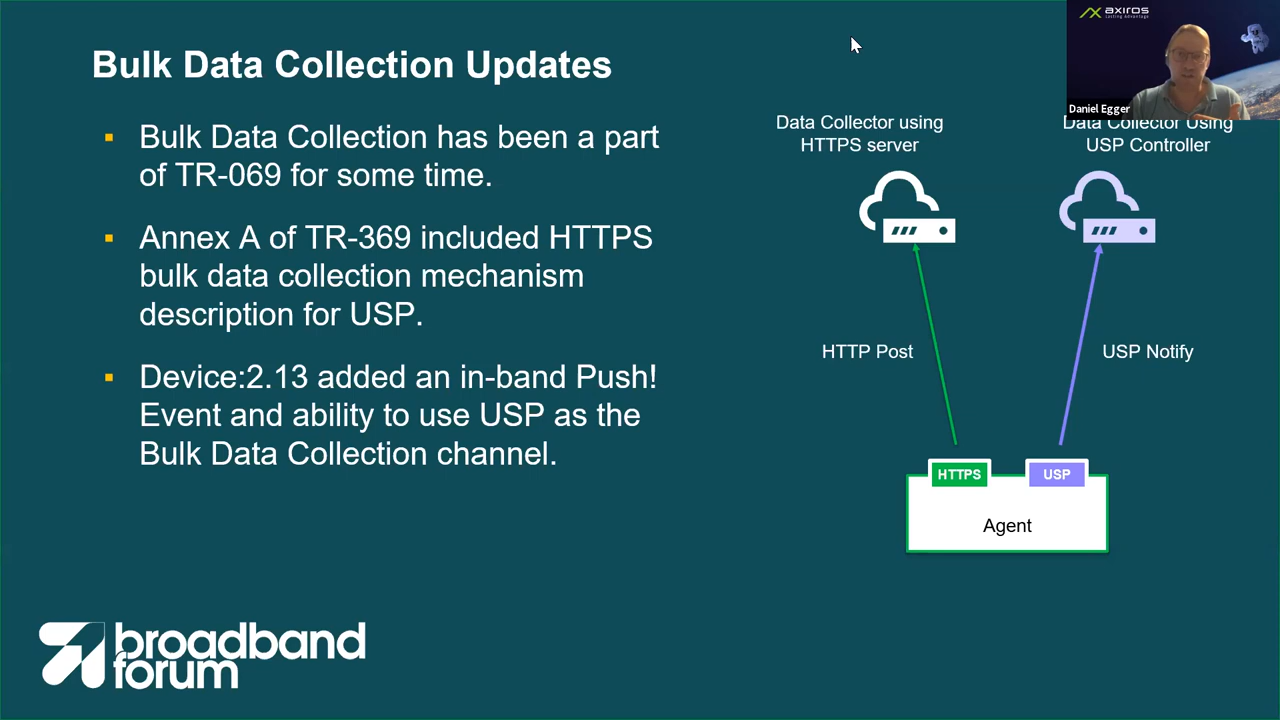 Bulk Data Collection Updates
▪ Bulk Data Collection has been a part
of TR-069 for some time.
▪ Annex A of TR-369 included HTTPS
bulk data collection mechanism
description for USP.
▪ Device:2.13 added an in-band Push!
Event and ability to use USP as the
Bulk Data Collection channel.
axiros
Lasting Advantage
Daniel Egger
Data Collector using
HTTPS server
Data Collector Using
USP Controller
HTTP Post
USP Notify
HTTPS
USP
Agent
broadband
forum